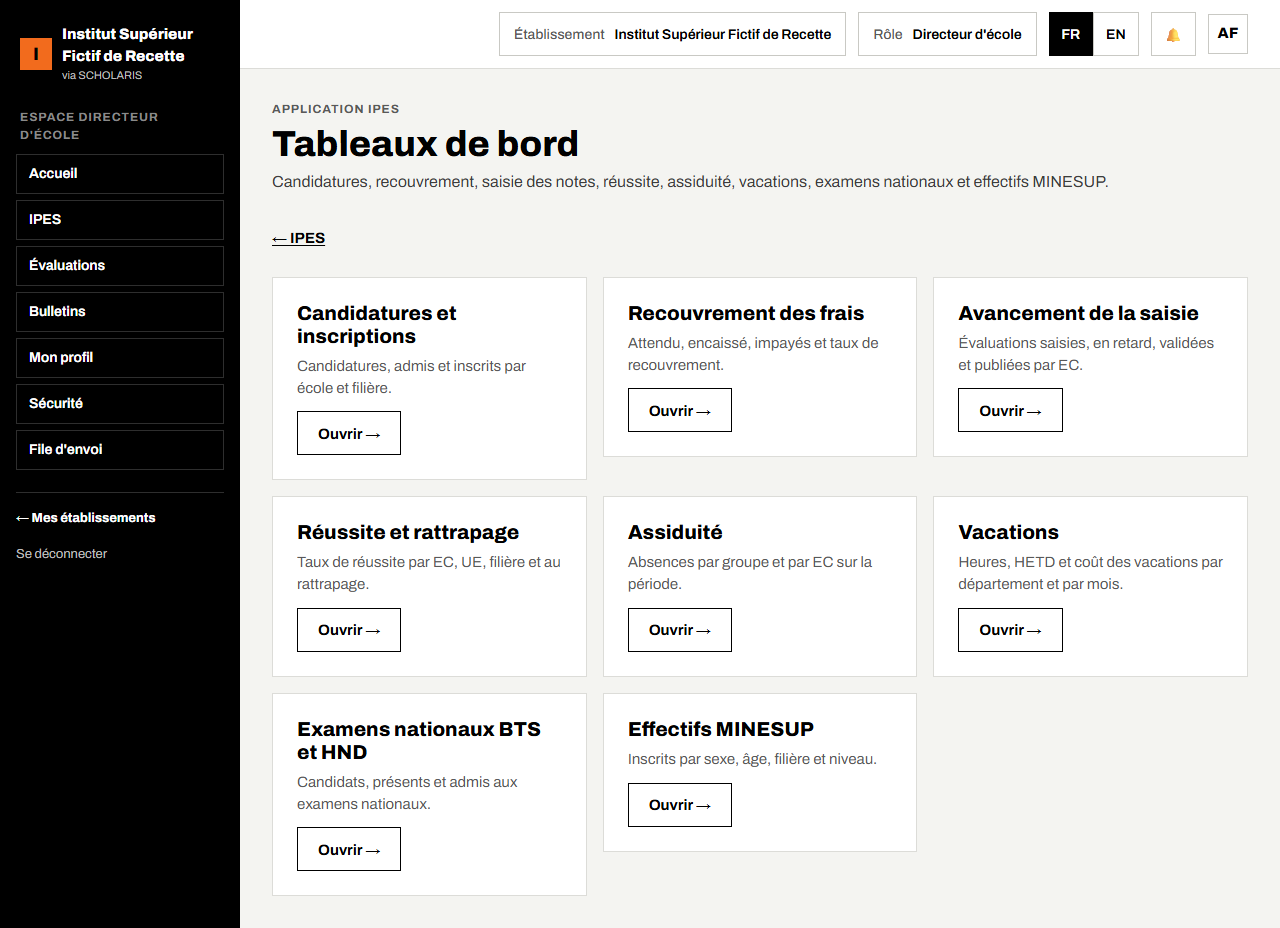 I
Institut Supérieur
Fictif de Recette
via SCHOLARIS
ESPACE DIRECTEUR
D'ÉCOLE
Accueil
IPES
Évaluations
Bulletins
Mon profil
Sécurité
File d'envoi
← Mes établissements
Se déconnecter
Établissement Institut Supérieur Fictif de Recette
Rôle Directeur d'école
FR EN
AF
APPLICATION IPES
Tableaux de bord
Candidatures, recouvrement, saisie des notes, réussite, assiduité, vacations, examens nationaux et effectifs MINESUP.
← IPES
Candidatures et
inscriptions
Candidatures, admis et inscrits par
école et filière.
Ouvrir →
Recouvrement des frais
Attendu, encaissé, impayés et taux de
recouvrement.
Ouvrir →
Avancement de la saisie
Évaluations saisies, en retard, validées
et publiées par EC.
Ouvrir →
Réussite et rattrapage
Taux de réussite par EC, UE, filière et au
rattrapage.
Ouvrir →
Assiduité
Absences par groupe et par EC sur la
période.
Ouvrir →
Vacations
Heures, HETD et coût des vacations par
département et par mois.
Ouvrir →
Examens nationaux BTS
et HND
Candidats, présents et admis aux
examens nationaux.
Ouvrir →
Effectifs MINESUP
Inscrits par sexe, âge, filière et niveau.
Ouvrir →